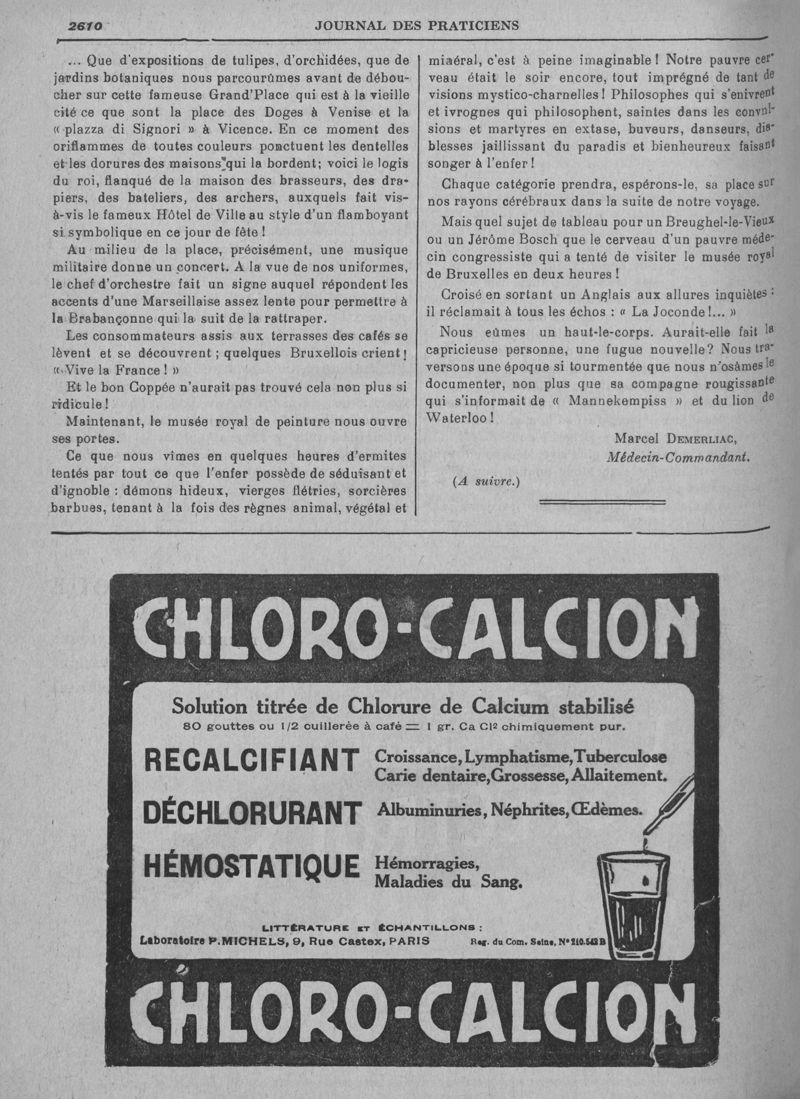 2610
JOURNAL DES PRATICIENS
... Que d'expositions de tulipes, d'orchidées, que de
jardins botaniques nous parcourûmes avant de débou-
cher sur cette fameuse Grand'Place qui est à la vieille
cité ce que sont la place des Doges à Venise et la
« plazza di Signori » à Vicence. En ce moment des
oriflammes de toutes couleurs ponctuent les dentelles
et les dorures des maisons qui la bordent; voici le logis
du roi, flanqué de la maison des brasseurs, des dra-
piers, des bateliers, des archers, auxquels fait vis-
à-vis le fameux Hôtel de Ville au style d'un flamboyant
si symbolique en ce jour de fête !
Au milieu de la place, précisément, une musique
militaire donne un concert. A la vue de nos uniformes,
le chef d'orchestre fait un signe auquel répondent les
accents d'une Marseillaise assez lente pour permettre à
la Brabançonne qui la suit de la rattraper.
Les consommateurs assis aux terrasses des cafés se
lèvent et se découvrent ; quelques Bruxellois crient !
« Vive la France ! »
Et le bon Coppée n'aurait pas trouvé cela non plus si
ridicule !
Maintenant, le musée royal de peinture nous ouvre
ses portes.
Ce que nous vîmes en quelques heures d'ermites
tentés par tout ce que l'enfer possède de séduisant et
d'ignoble : démons hideux, vierges flétries, sorcières
barbues, tenant à la fois des règnes animal, végétal et
minéral, c'est à peine imaginable ! Notre pauvre cer-
veau était le soir encore, tout imprégné de tant de
visions mystico-charnelles ! Philosophes qui s'enivrent
et ivrognes qui philosophent, saintes dans les convul-
sions et martyres en extase, buveurs, danseurs, dia-
blesses jaillissant du paradis et bienheureux faisant
songer à l'enfer !
Chaque catégorie prendra, espérons-le, sa place sur
nos rayons cérébraux dans la suite de notre voyage.
Mais quel sujet de tableau pour un Breughel-le-Vieux
ou un Jérôme Bosch que le cerveau d'un pauvre méde-
cin congressiste qui a tenté de visiter le musée royal
de Bruxelles en deux heures !
Croisé en sortant un Anglais aux allures inquiètes :
il réclamait à tous les échos : « La Joconde !... »
Nous eûmes un haut-le-corps. Aurait-elle fait la
capricieuse personne, une fugue nouvelle ? Nous tra-
versons une époque si tourmentée que nous n'osâmes le
documenter, non plus que sa compagne rougissante
qui s'informait de « Mannekempiss » et du lion de
Waterloo !
Marcel DEMERLIAC,
Médecin-Commandant.
(A suivre.)
CHLORO-CALCION
Solution titrée de Chlorure de Calcium stabilisé
80 gouttes ou 1/2 cuillerée à café = 1 gr. Ca Cl² chimiquement pur.
RECALCIFIANT
Croissance, Lymphatisme, Tuberculose
Carie dentaire, Grossesse, Allaitement.
DÉCHLORURANT
Albuminuries, Néphrites, Œdèmes.
HÉMOSTATIQUE
Hémorragies,
Maladies du Sang.
LITTÉRATURE ET ÉCHANTILLONS :
Laboratoire P. MICHELS, 9, Rue Castex, PARIS
Reg. du Com. Seine, N° 210.542 B
CHLORO-CALCION